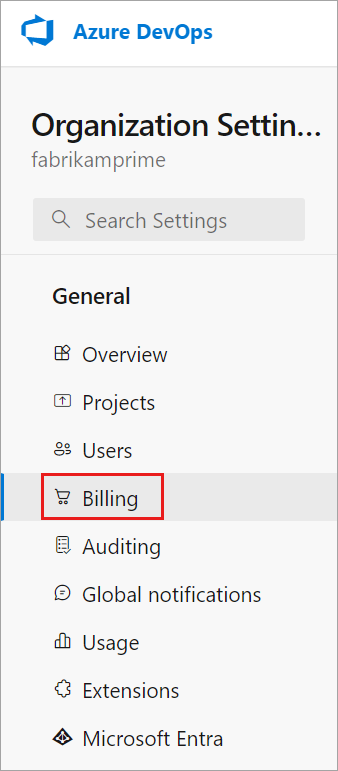 Azure DevOps
Organization Settin...
fabrikamprime
Search Settings
General
Overview
Projects
Users
Billing
Auditing
Global notifications
Usage
Extensions
Microsoft Entra